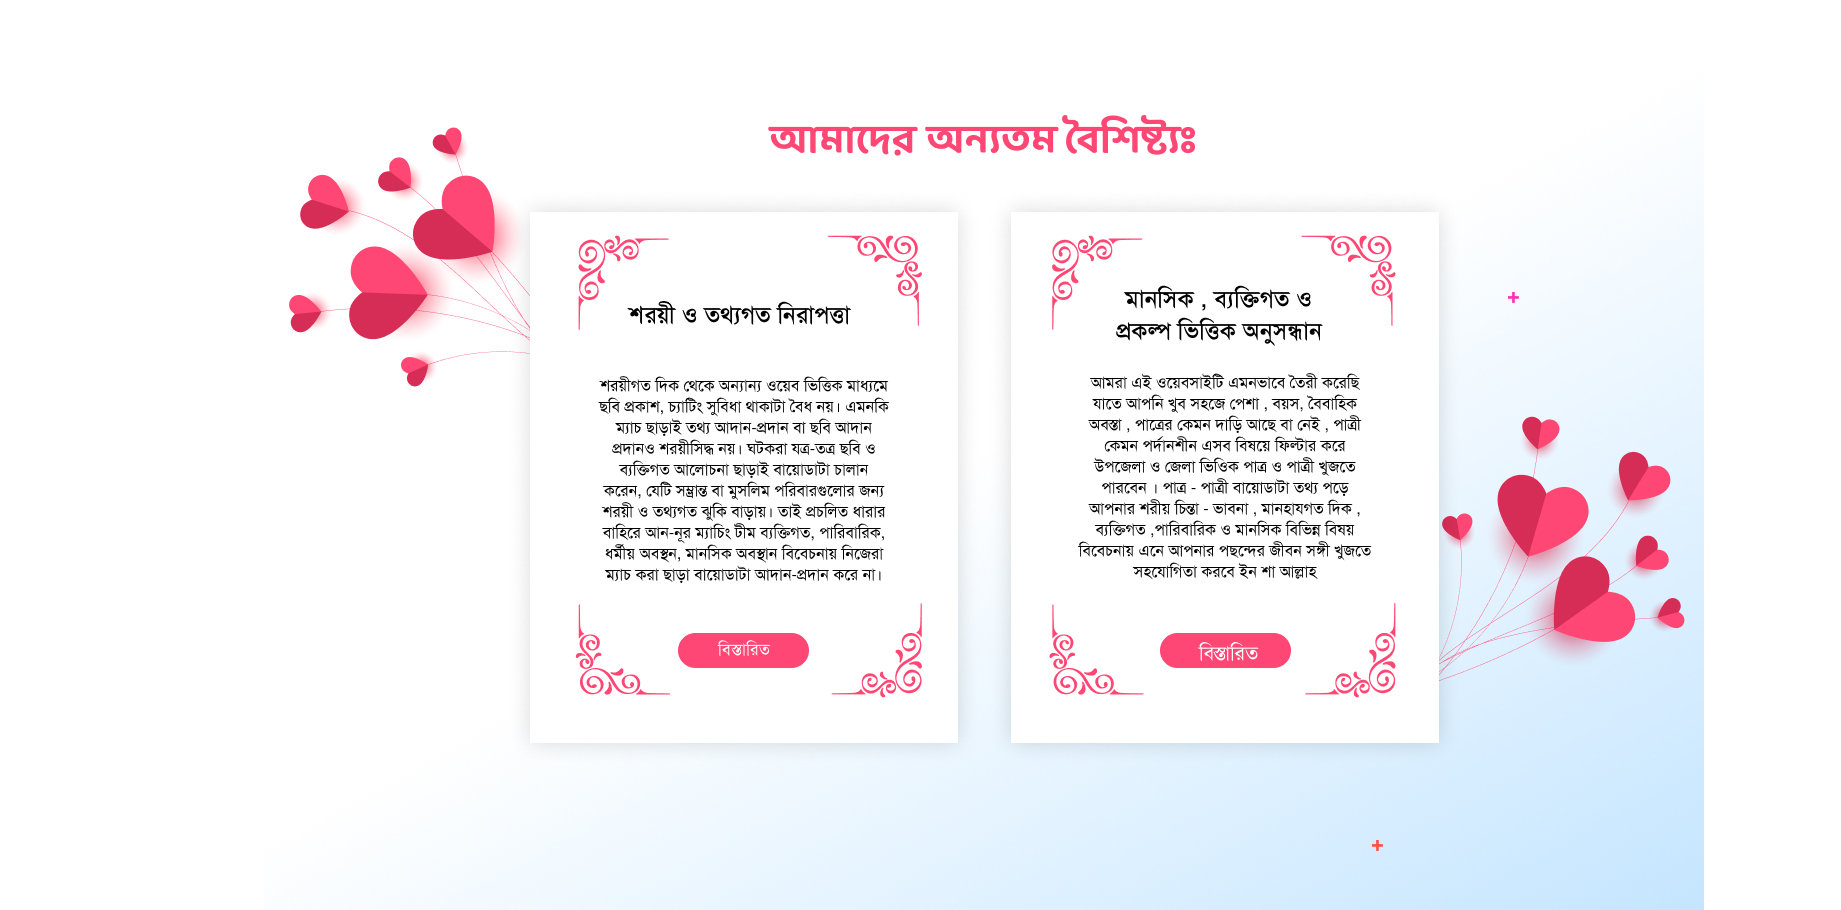 আমাদের অন্যতম বৈশিষ্ট্যঃ
শরয়ী ও তথ্যগত নিরাপত্তা
শরয়ীগত দিক থেকে অন্যান্য ওয়েব ভিত্তিক মাধ্যমে
ছবি প্রকাশ, চ্যাটিং সুবিধা থাকাটা বৈধ নয়। এমনকি
ম্যাচ ছাড়াই তথ্য আদান-প্রদান বা ছবি আদান
প্রদানও শরয়ীসিদ্ধ নয়। ঘটকরা যত্র-তত্র ছবি ও
ব্যক্তিগত আলোচনা ছাড়াই বায়োডাটা চালান
করেন, যেটি সম্ভ্রান্ত বা মুসলিম পরিবারগুলোর জন্য
শরয়ী ও তথ্যগত ঝুকি বাড়ায়। তাই প্রচলিত ধারার
বাহিরে আন-নূর ম্যাচিং টীম ব্যক্তিগত, পারিবারিক,
ধর্মীয় অবস্থন, মানসিক অবস্থান বিবেচনায় নিজেরা
ম্যাচ করা ছাড়া বায়োডাটা আদান-প্রদান করে না।
বিস্তারিত
মানসিক , ব্যক্তিগত ও
প্রকল্প ভিত্তিক অনুসন্ধান
আমরা এই ওয়েবসাইটি এমনভাবে তৈরী করেছি
যাতে আপনি খুব সহজে পেশা , বয়স, বৈবাহিক
অবস্তা , পাত্রের কেমন দাড়ি আছে বা নেই , পাত্রী
কেমন পর্দানশীন এসব বিষয়ে ফিল্টার করে
উপজেলা ও জেলা ভিত্তিক পাত্র ও পাত্রী খুজতে
পারবেন । পাত্র - পাত্রী বায়োডাটা তথ্য পড়ে
আপনার শরীয় চিন্তা - ভাবনা , মানহাযগত দিক ,
ব্যক্তিগত ,পারিবারিক ও মানসিক বিভিন্ন বিষয়
বিবেচনায় এনে আপনার পছন্দের জীবন সঙ্গী খুজতে
সহযোগিতা করবে ইন শা আল্লাহ
বিস্তারিত